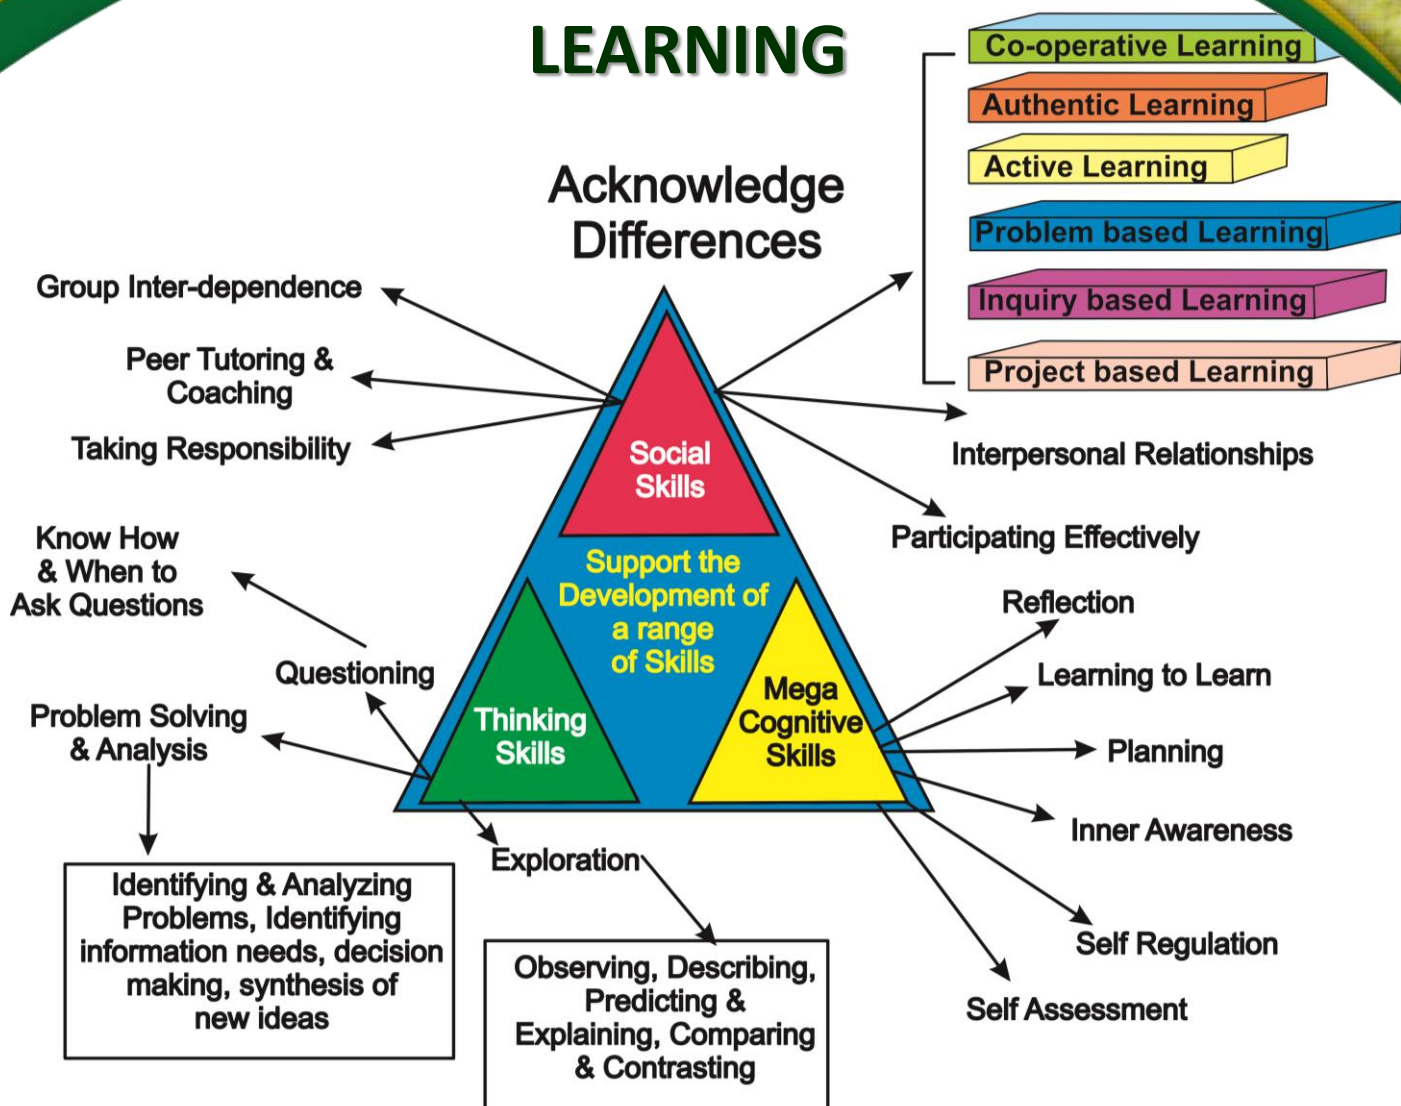 LEARNING
Co-operative Learning
Authentic Learning
Active Learning
Problem based Learning
Inquiry based Learning
Project based Learning
Acknowledge
Differences
Group Inter-dependence
Peer Tutoring &
Coaching
Taking Responsibility
Interpersonal Relationships
Participating Effectively
Social
Skills
Support the
Development of
a range
of Skills
Know How
& When to
Ask Questions
Questioning
Problem Solving
& Analysis
Thinking
Skills
Mega
Cognitive
Skills
Reflection
Learning to Learn
Planning
Inner Awareness
Self Regulation
Self Assessment
Exploration
Identifying & Analyzing
Problems, Identifying
information needs, decision
making, synthesis of
new ideas
Observing, Describing,
Predicting &
Explaining, Comparing
& Contrasting